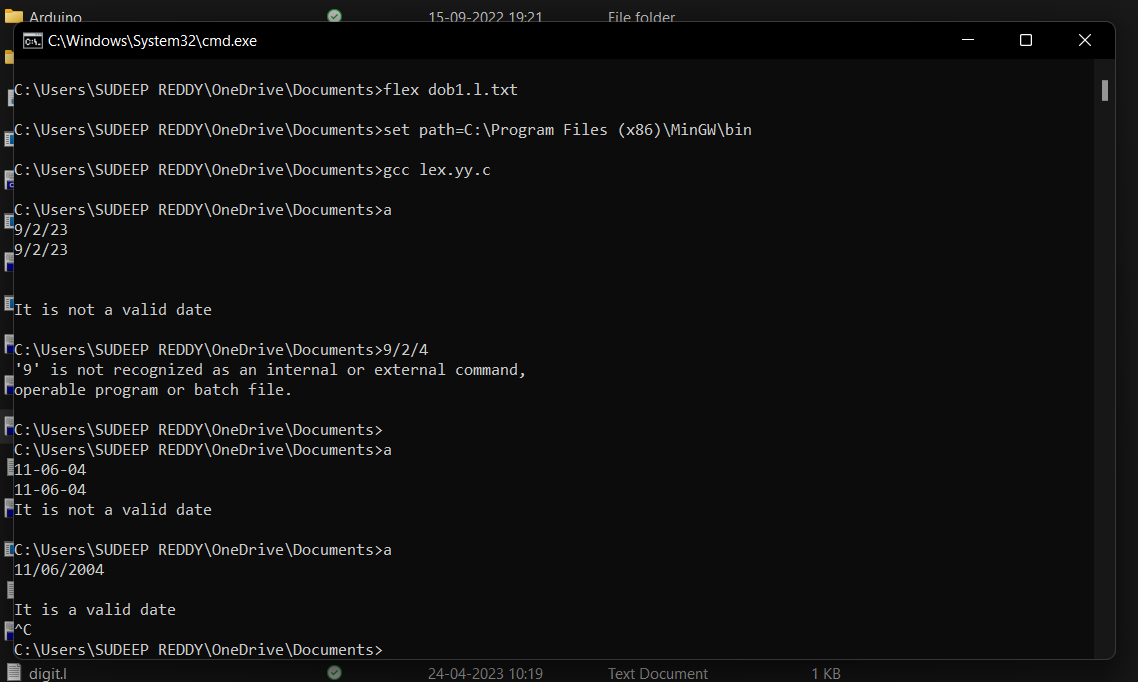 Arduino 15-09-2022 19:21 File folder
C:\Windows\System32\cmd.exe
C:\Users\SUDEEP REDDY\OneDrive\Documents>flex dob1.l.txt
C:\Users\SUDEEP REDDY\OneDrive\Documents>set path=C:\Program Files (x86)\MinGW\bin
C:\Users\SUDEEP REDDY\OneDrive\Documents>gcc lex.yy.c
C:\Users\SUDEEP REDDY\OneDrive\Documents>a
9/2/23
9/2/23
It is not a valid date
C:\Users\SUDEEP REDDY\OneDrive\Documents>9/2/4
'9' is not recognized as an internal or external command,
operable program or batch file.
C:\Users\SUDEEP REDDY\OneDrive\Documents>
C:\Users\SUDEEP REDDY\OneDrive\Documents>a
11-06-04
11-06-04
It is not a valid date
C:\Users\SUDEEP REDDY\OneDrive\Documents>a
11/06/2004
It is a valid date
^C
C:\Users\SUDEEP REDDY\OneDrive\Documents>
digit.l 24-04-2023 10:19 Text Document 1 KB